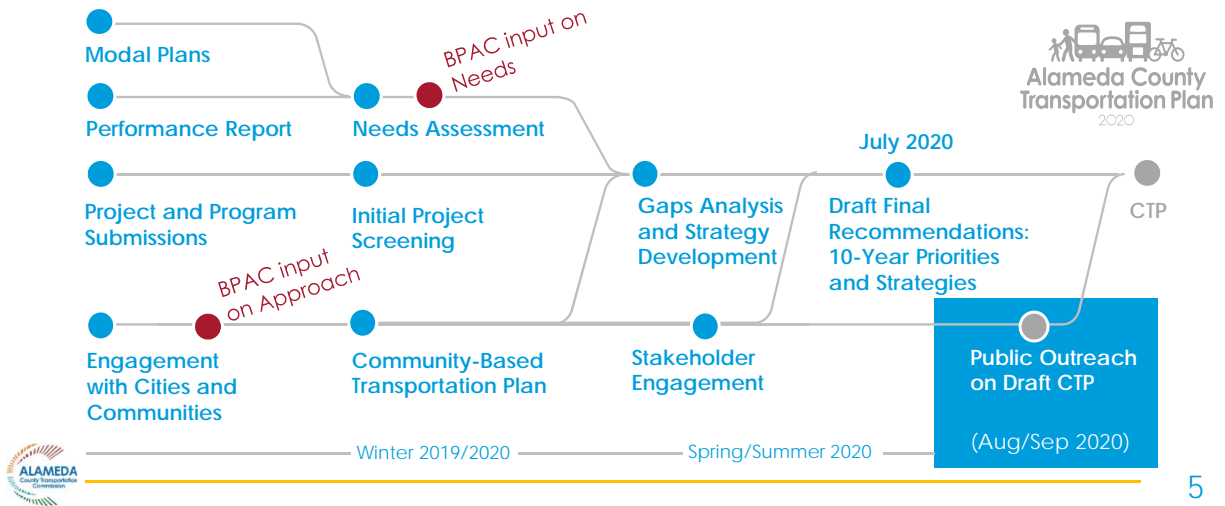 Modal Plans
BPAC input on
Needs
Alameda County
Transportation Plan
2020
Performance Report
Needs Assessment
July 2020
Project and Program
Submissions
Initial Project
Screening
Gaps Analysis
and Strategy
Development
Draft Final
Recommendations:
10-Year Priorities
and Strategies
CTP
BPAC input
on Approach
Engagement
with Cities and
Communities
Community-Based
Transportation Plan
Stakeholder
Engagement
Public Outreach
on Draft CTP
(Aug/Sep 2020)
Winter 2019/2020
Spring/Summer 2020
ALAMEDA
County Transportation
Commission
5